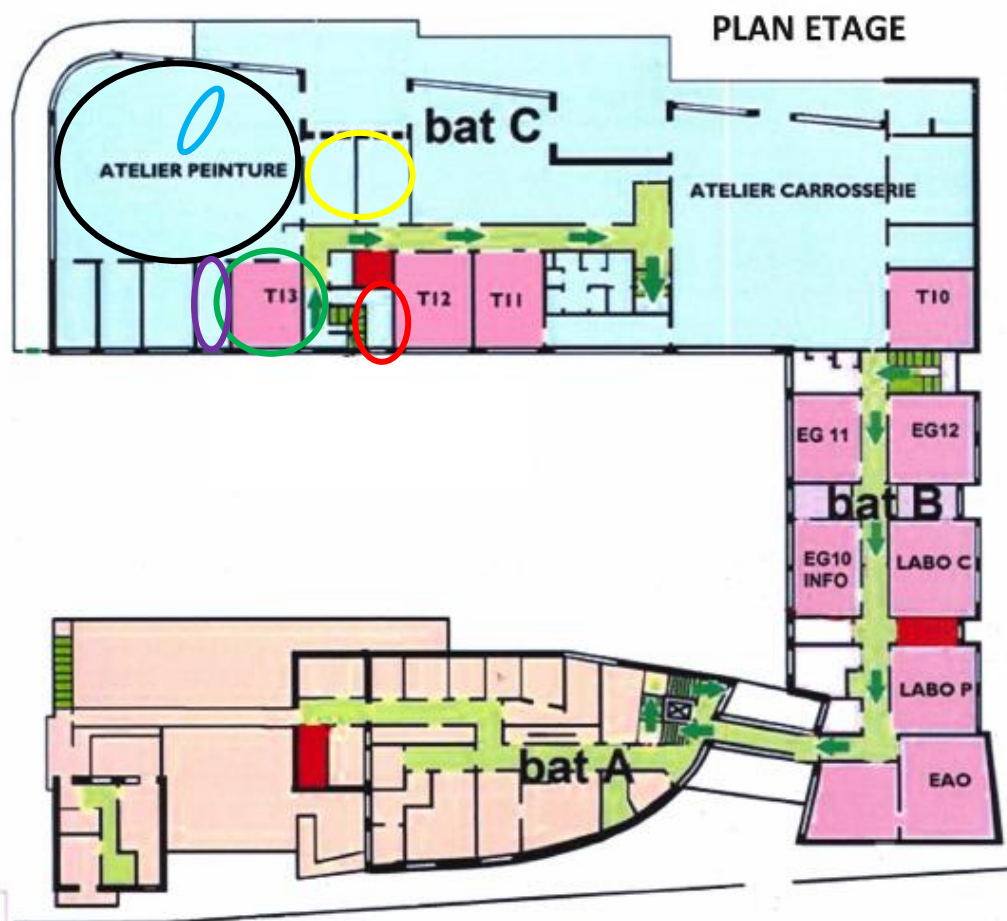 PLAN ETAGE
bat C
ATELIER PEINTURE
ATELIER CARROSSERIE
T13
T12
T11
T10
EG 11
EG12
bat B
EG10
INFO
LABO C
LABO P
bat A
EAO